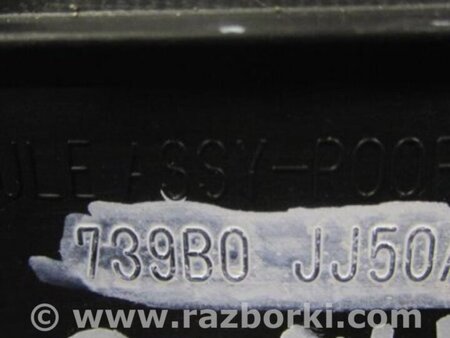 ULE ASSY-ROOF
739B0 JJ50A
© www.razborki.com